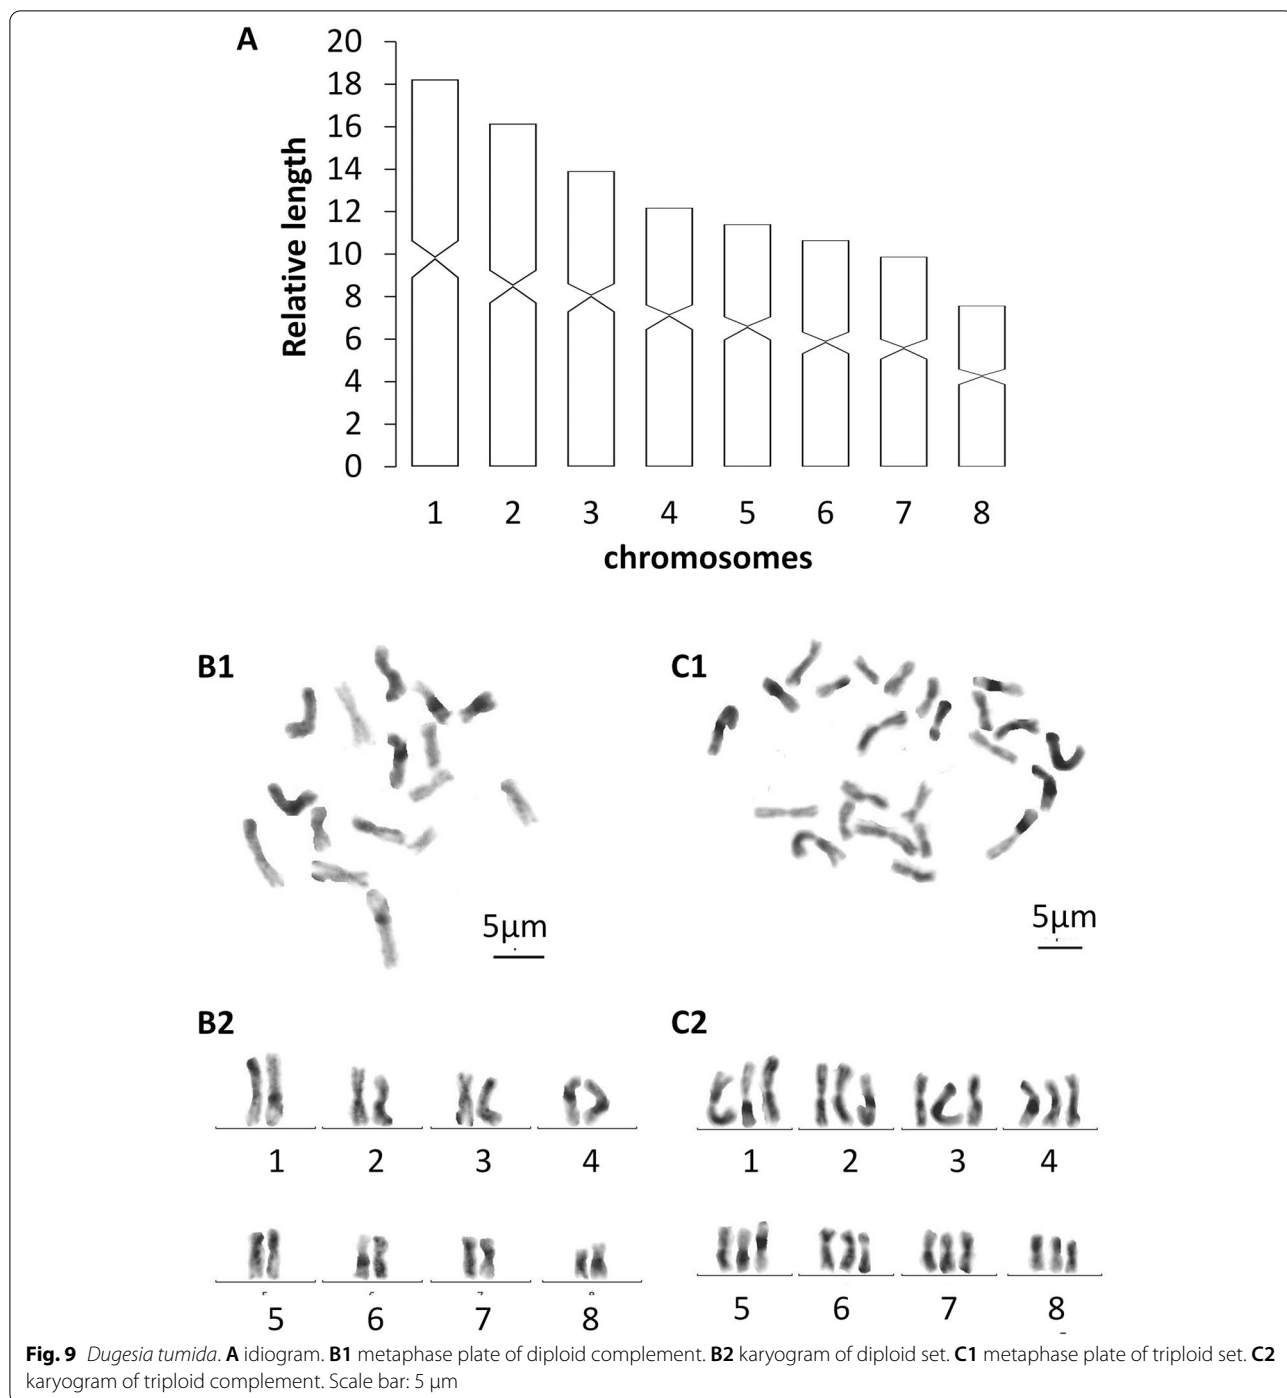 A
20
18
16
14
12
10
8
6
4
2
0
Relative length
1 2 3 4 5 6 7 8
chromosomes
B1
C1
5μm
5μm
B2
C2
1 2 3 4
1 2 3 4
5 6 7 8
5 6 7 8
Fig. 9 Dugesia tumida. A idiogram. B1 metaphase plate of diploid complement. B2 karyogram of diploid set. C1 metaphase plate of triploid set. C2
karyogram of triploid complement. Scale bar: 5 µm